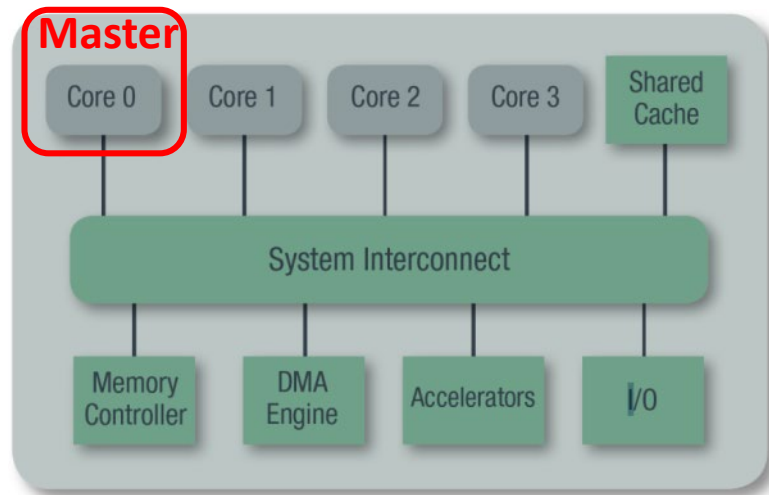 Master
Core 0
Core 1
Core 2
Core 3
Shared
Cache
System Interconnect
Memory
Controller
DMA
Engine
Accelerators
I/O